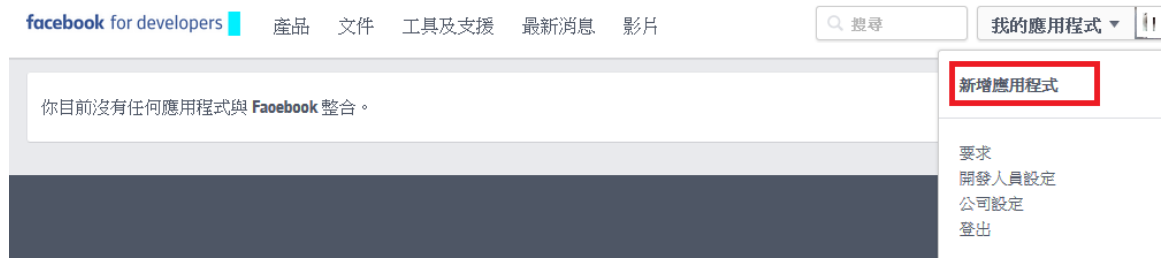 facebook for developers 產品 文件 工具及支援 最新消息 影片 搜尋 我的應用程式
新增應用程式
你目前沒有任何應用程式與 Facebook 整合。
要求
開發人員設定
公司設定
登出